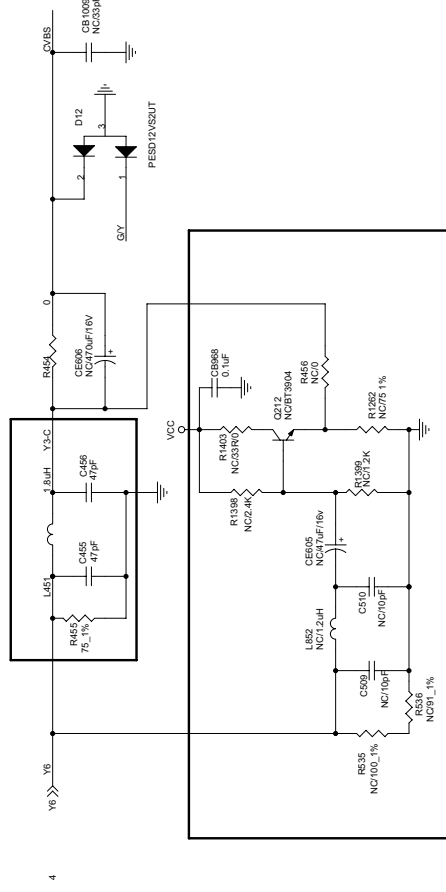 CB1009
NC/33p
CVBS
D12
3
2
1
PESD12VS2UT
G/Y
0
R454
CE606
NC/470uF/16V
+
Y3-C
1.8uH
L451
C456
47pF
C455
47pF
R455
75_1%
Y6
Y6
4
VCC
CB968
0.1uF
R1403
NC/33R/0
Q212
NC/BT3904
R456
NC/0
R1262
NC/75 1%
R1398
NC/2.4K
R1399
NC/1.2K
CE605
NC/47uF/16v
+
L852
NC/1.2uH
C510
NC/10pF
C509
NC/10pF
R535
NC/100_1%
R536
NC/91_1%